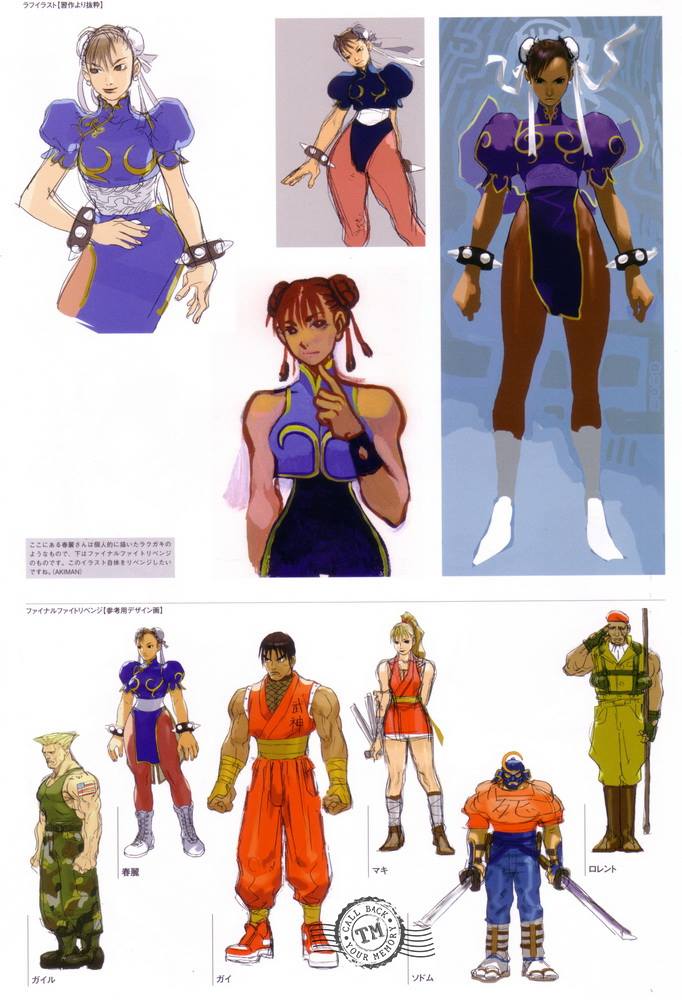 ラフイラスト【習作より抜粋】
ここにある春麗さんは個人的に描いたラクガキの
ようなもので、下はファイナルファイトリベンジ
のものです。このイラスト自体をリベンジしたい
ですね。(AKIMAN)
ファイナルファイトリベンジ【参考用デザイン画】
武
神
死
春麗
マキ
ロレント
ガイル
ガイ
ソドム
CALL BACK
TM
YOUR MEMORY